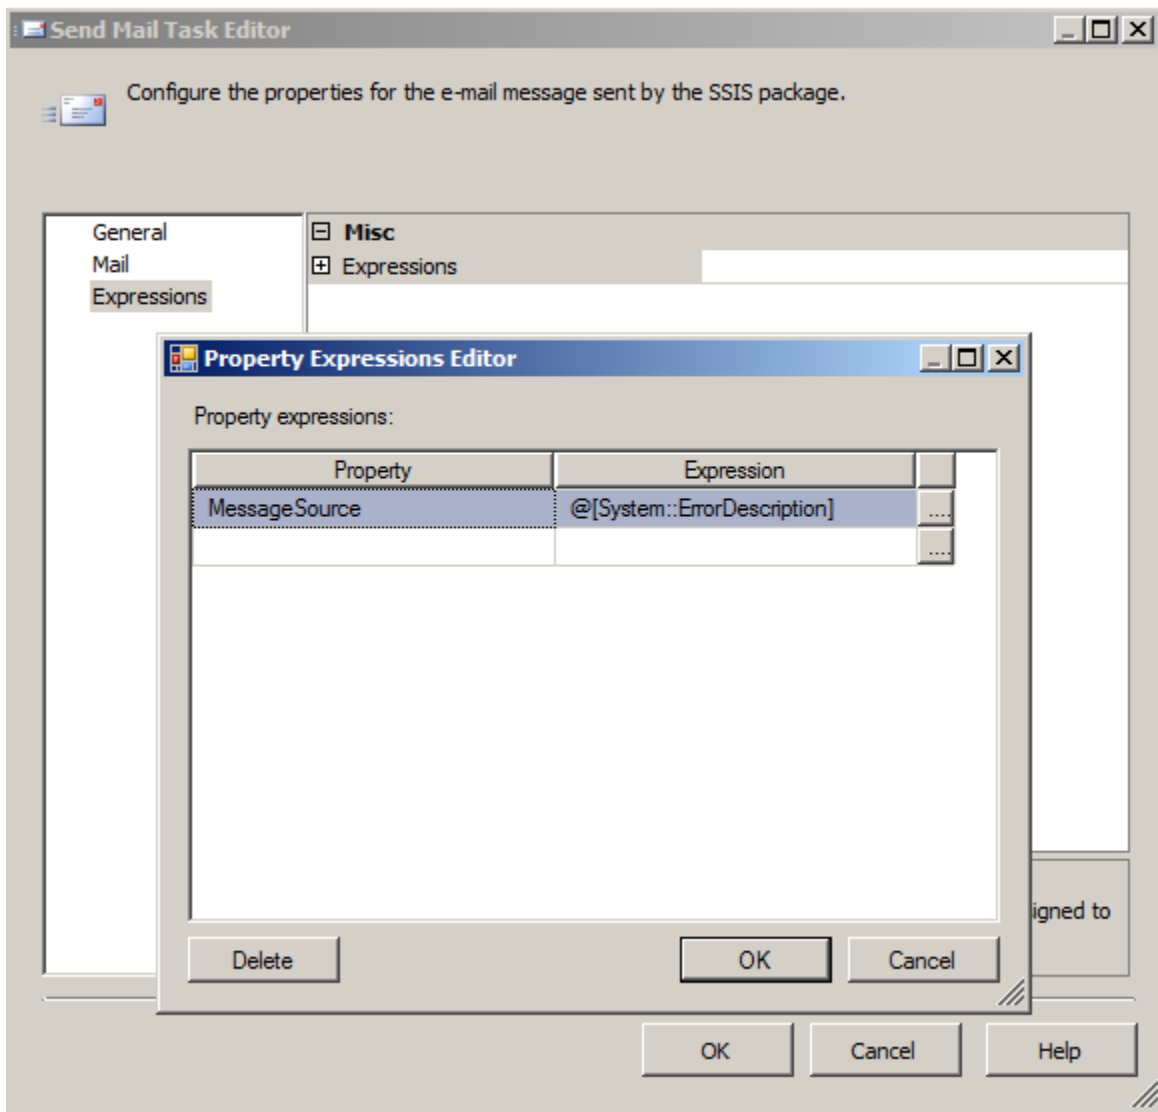 Send Mail Task Editor
Configure the properties for the e-mail message sent by the SSIS package.
General
Mail
Expressions
Misc
Expressions
Property Expressions Editor
Property expressions:
Property Expression
MessageSource @[System::ErrorDescription] ....
....
igned to
Delete OK Cancel
OK Cancel Help